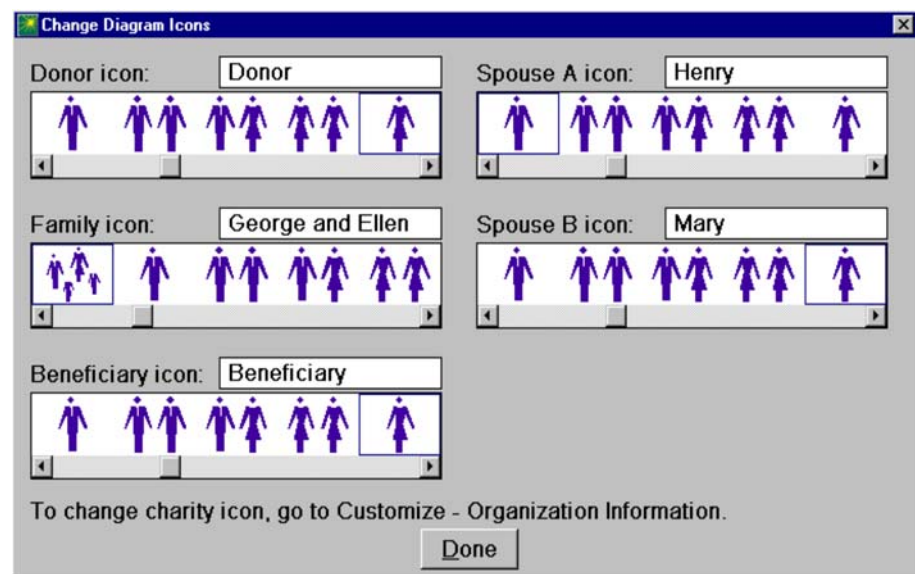 Change Diagram Icons
Donor icon: Donor
Spouse A icon: Henry
Family icon: George and Ellen
Spouse B icon: Mary
Beneficiary icon: Beneficiary
To change charity icon, go to Customize - Organization Information.
Done